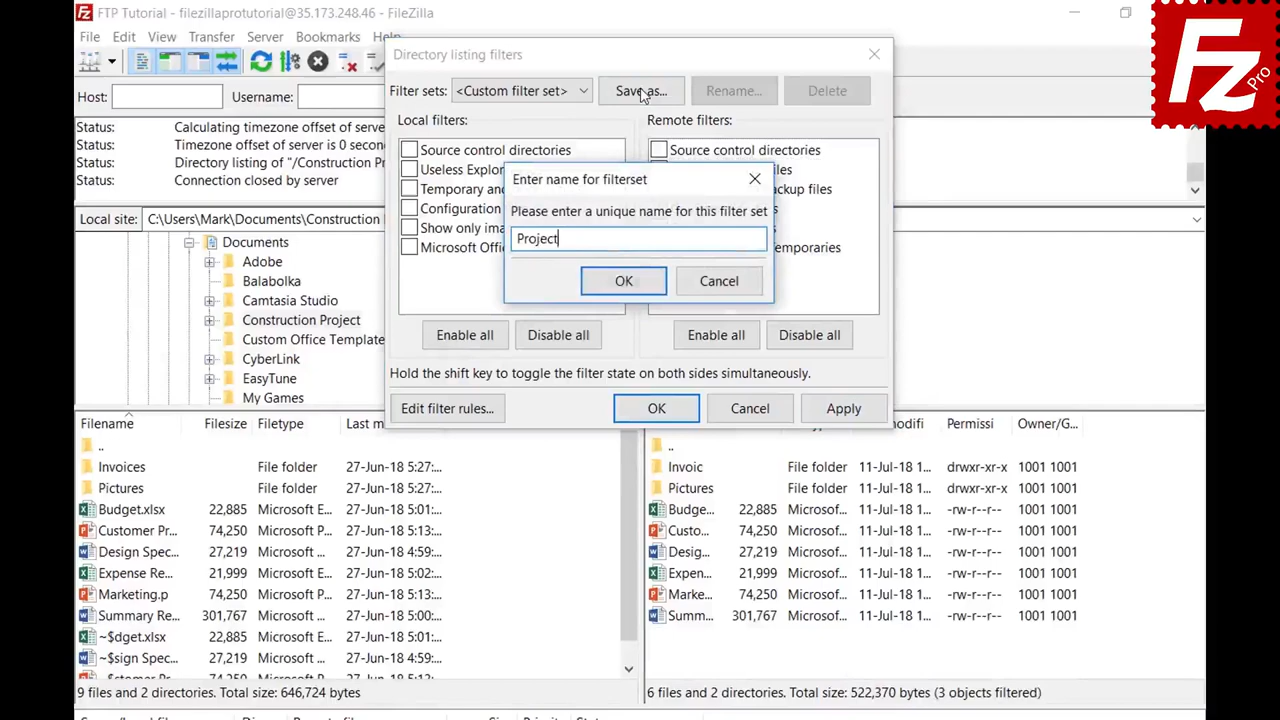 FTP Tutorial - filezillaprotutorial@35.173.248.46 - FileZilla
File Edit View Transfer Server Bookmarks Help
Fz Pro
Directory listing filters
Host: Username:
Filter sets: <Custom filter set> Save as... Rename... Delete
Local filters: Remote filters:
Status: Calculating timezone offset of serve
Status: Timezone offset of server is 0 secon
Status: Directory listing of "/Construction Pr
Status: Connection closed by server
Source control directories
Useless Explor
Temporary an
Configuration
Show only ima
Microsoft Offi
Source control directories
les
ackup files
s
emporaries
Enter name for filterset
Please enter a unique name for this filter set
Project
OK Cancel
Enable all Disable all Enable all Disable all
Hold the shift key to toggle the filter state on both sides simultaneously.
Edit filter rules... OK Cancel Apply
Local site: C:\Users\Mark\Documents\Construction
Documents
Adobe
Balabolka
Camtasia Studio
Construction Project
Custom Office Template
CyberLink
EasyTune
My Games
Filename Filesize Filetype Last m
..
Invoices File folder 27-Jun-18 5:27:...
Pictures File folder 27-Jun-18 5:27:...
Budget.xlsx 22,885 Microsoft E... 27-Jun-18 5:01:...
Customer Pr... 74,250 Microsoft P... 27-Jun-18 5:13:...
Design Spec... 27,219 Microsoft ... 27-Jun-18 4:59:...
Expense Re... 21,999 Microsoft E... 27-Jun-18 5:02:...
Marketing.p 74,250 Microsoft P... 27-Jun-18 5:13:...
Summary Re... 301,767 Microsoft ... 27-Jun-18 5:00:...
~$dget.xlsx 22,885 Microsoft E... 27-Jun-18 5:01:...
~$sign Spec... 27,219 Microsoft ... 27-Jun-18 4:59:...
9 files and 2 directories. Total size: 646,724 bytes
modifi Permissi Owner/G...
..
Invoic File folder 11-Jul-18 1... drwxr-xr-x 1001 1001
Pictures File folder 11-Jul-18 1... drwxr-xr-x 1001 1001
Budge... 22,885 Microsof... 11-Jul-18 1... -rw-r--r-- 1001 1001
Custo... 74,250 Microsof... 11-Jul-18 1... -rw-r--r-- 1001 1001
Desig... 27,219 Microsof... 11-Jul-18 1... -rw-r--r-- 1001 1001
Expen... 21,999 Microsof... 11-Jul-18 1... -rw-r--r-- 1001 1001
Marke... 74,250 Microsof... 11-Jul-18 1... -rw-r--r-- 1001 1001
Summ... 301,767 Microsof... 11-Jul-18 1... -rw-r--r-- 1001 1001
6 files and 2 directories. Total size: 522,370 bytes (3 objects filtered)